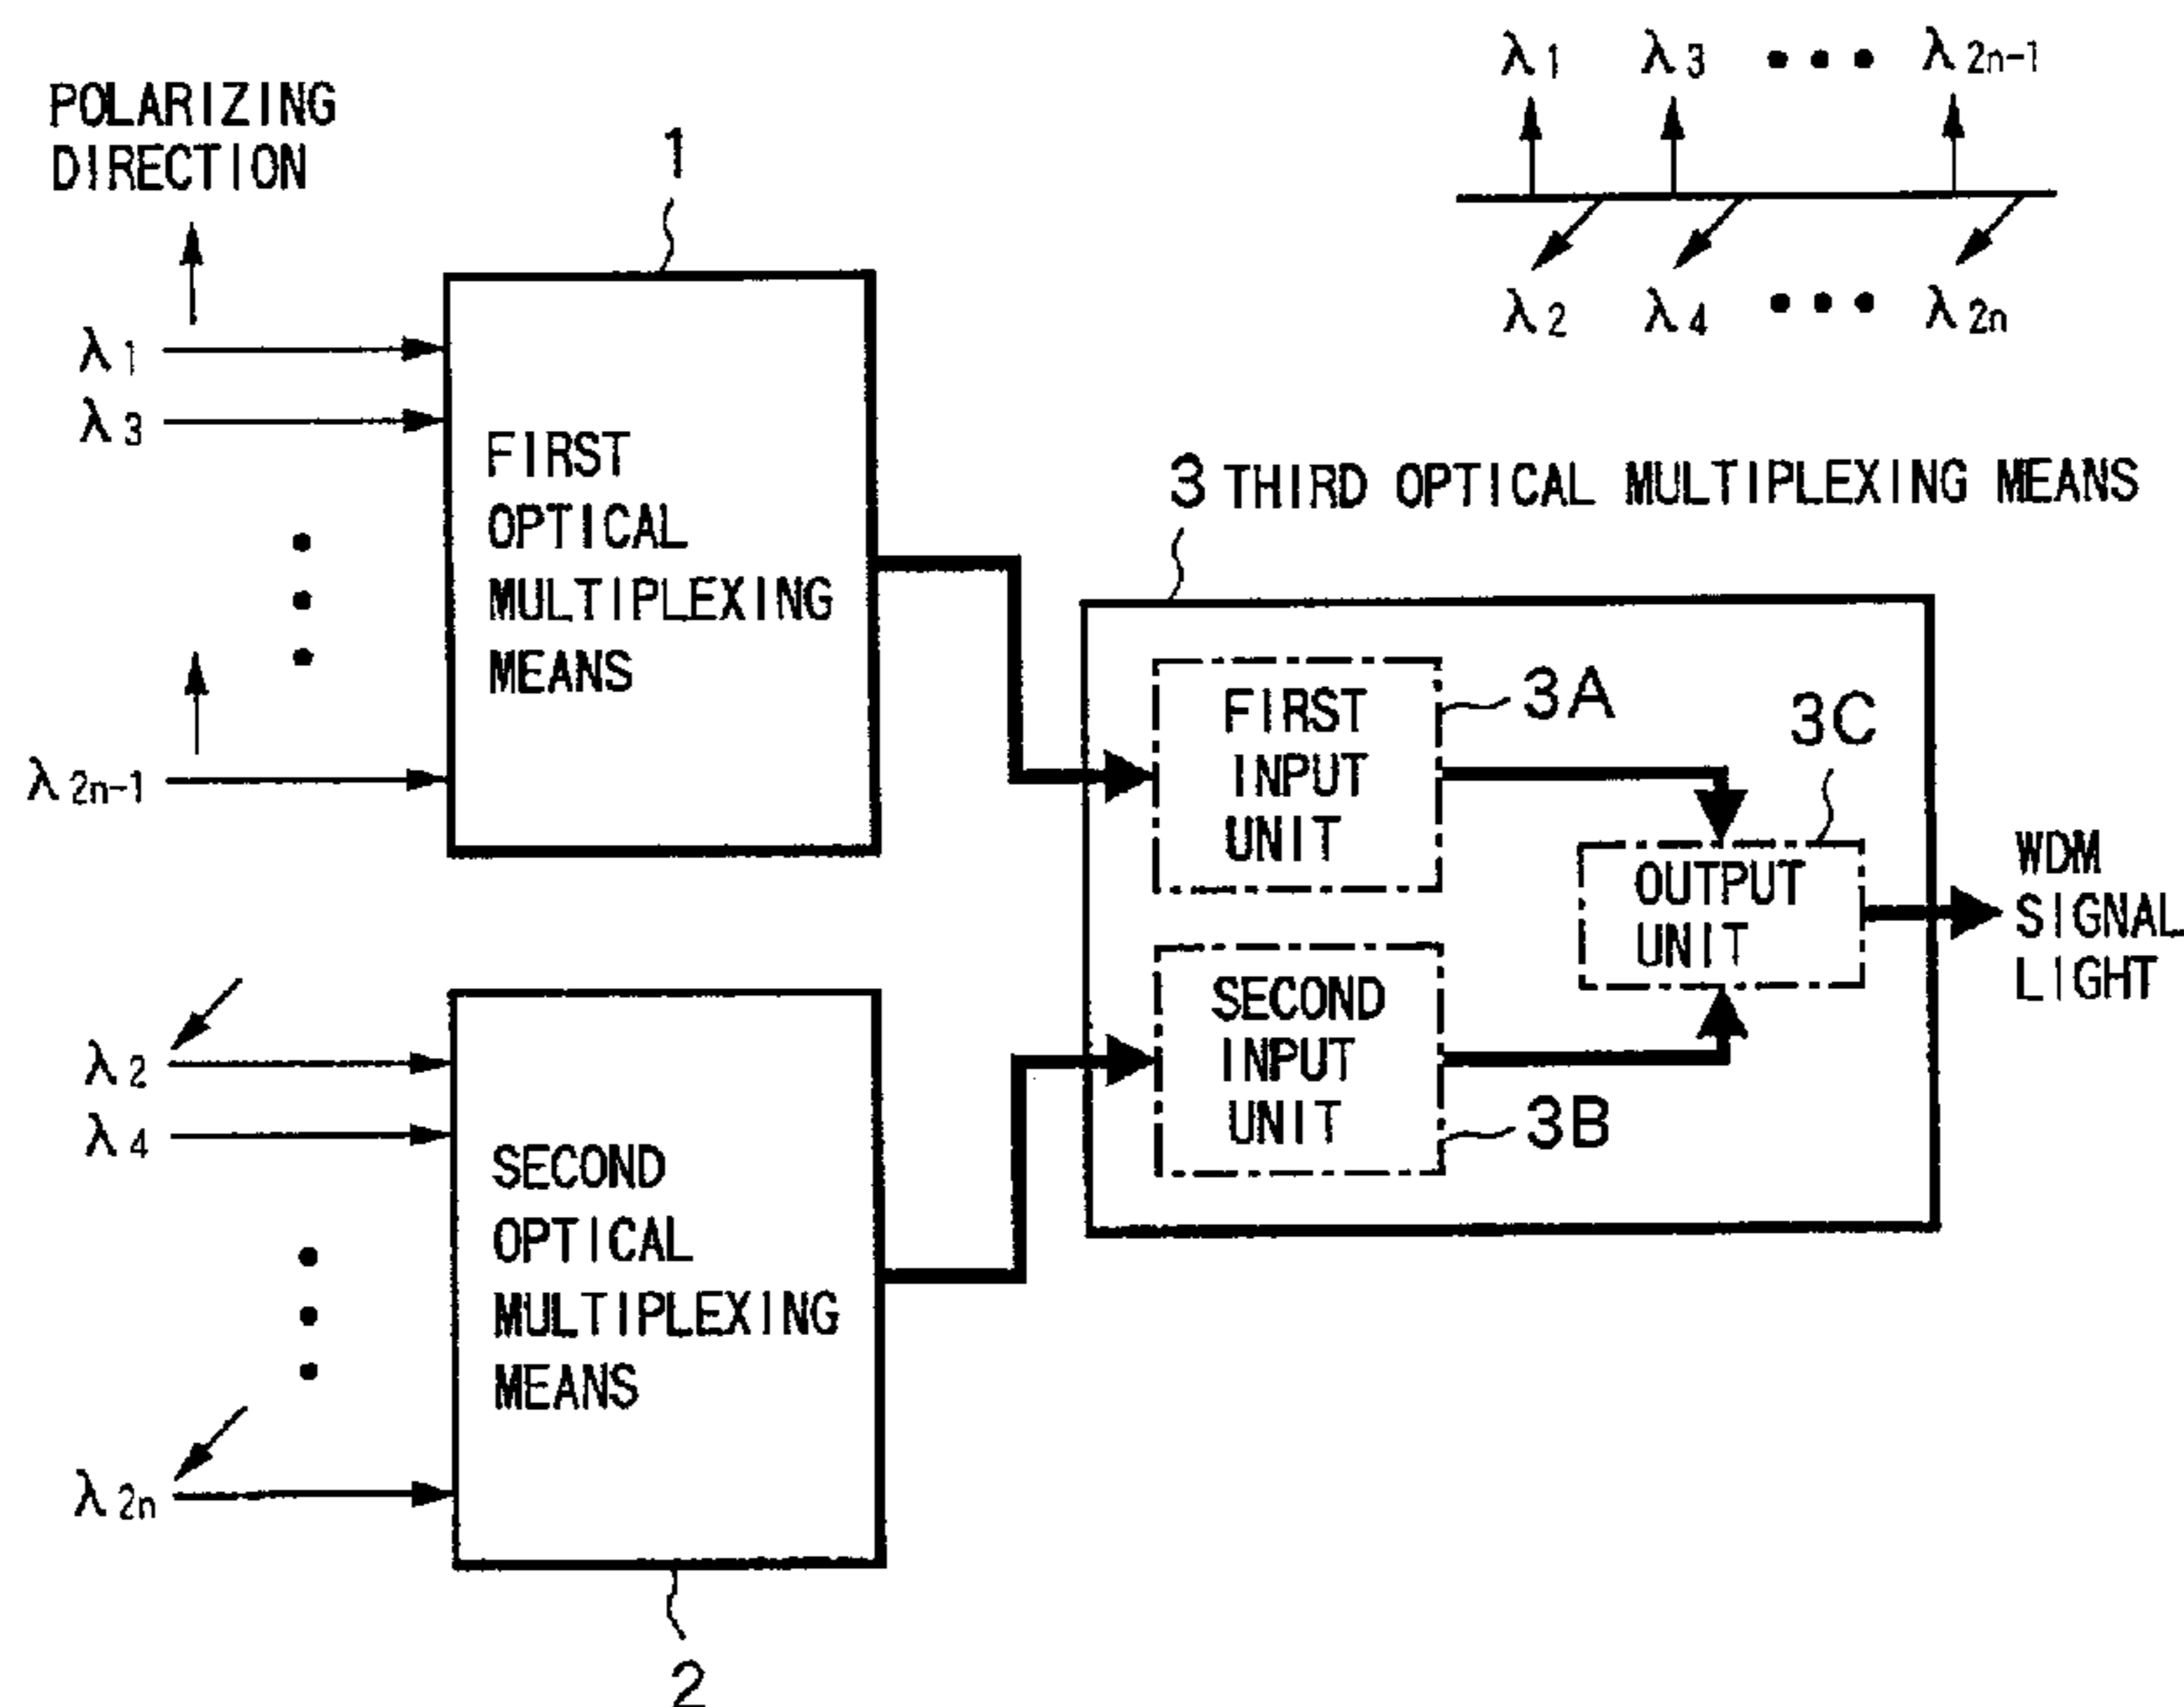 POLARIZING
DIRECTION
1
λ1 λ3 ••• λ2n-1
λ2 λ4 ••• λ2n
λ1
λ3
λ2n-1
FIRST
OPTICAL
MULTIPLEXING
MEANS
3 THIRD OPTICAL MULTIPLEXING MEANS
FIRST
INPUT
UNIT
3A
3C
OUTPUT
UNIT
WDM
SIGNAL
LIGHT
SECOND
INPUT
UNIT
3B
λ2
λ4
λ2n
SECOND
OPTICAL
MULTIPLEXING
MEANS
2